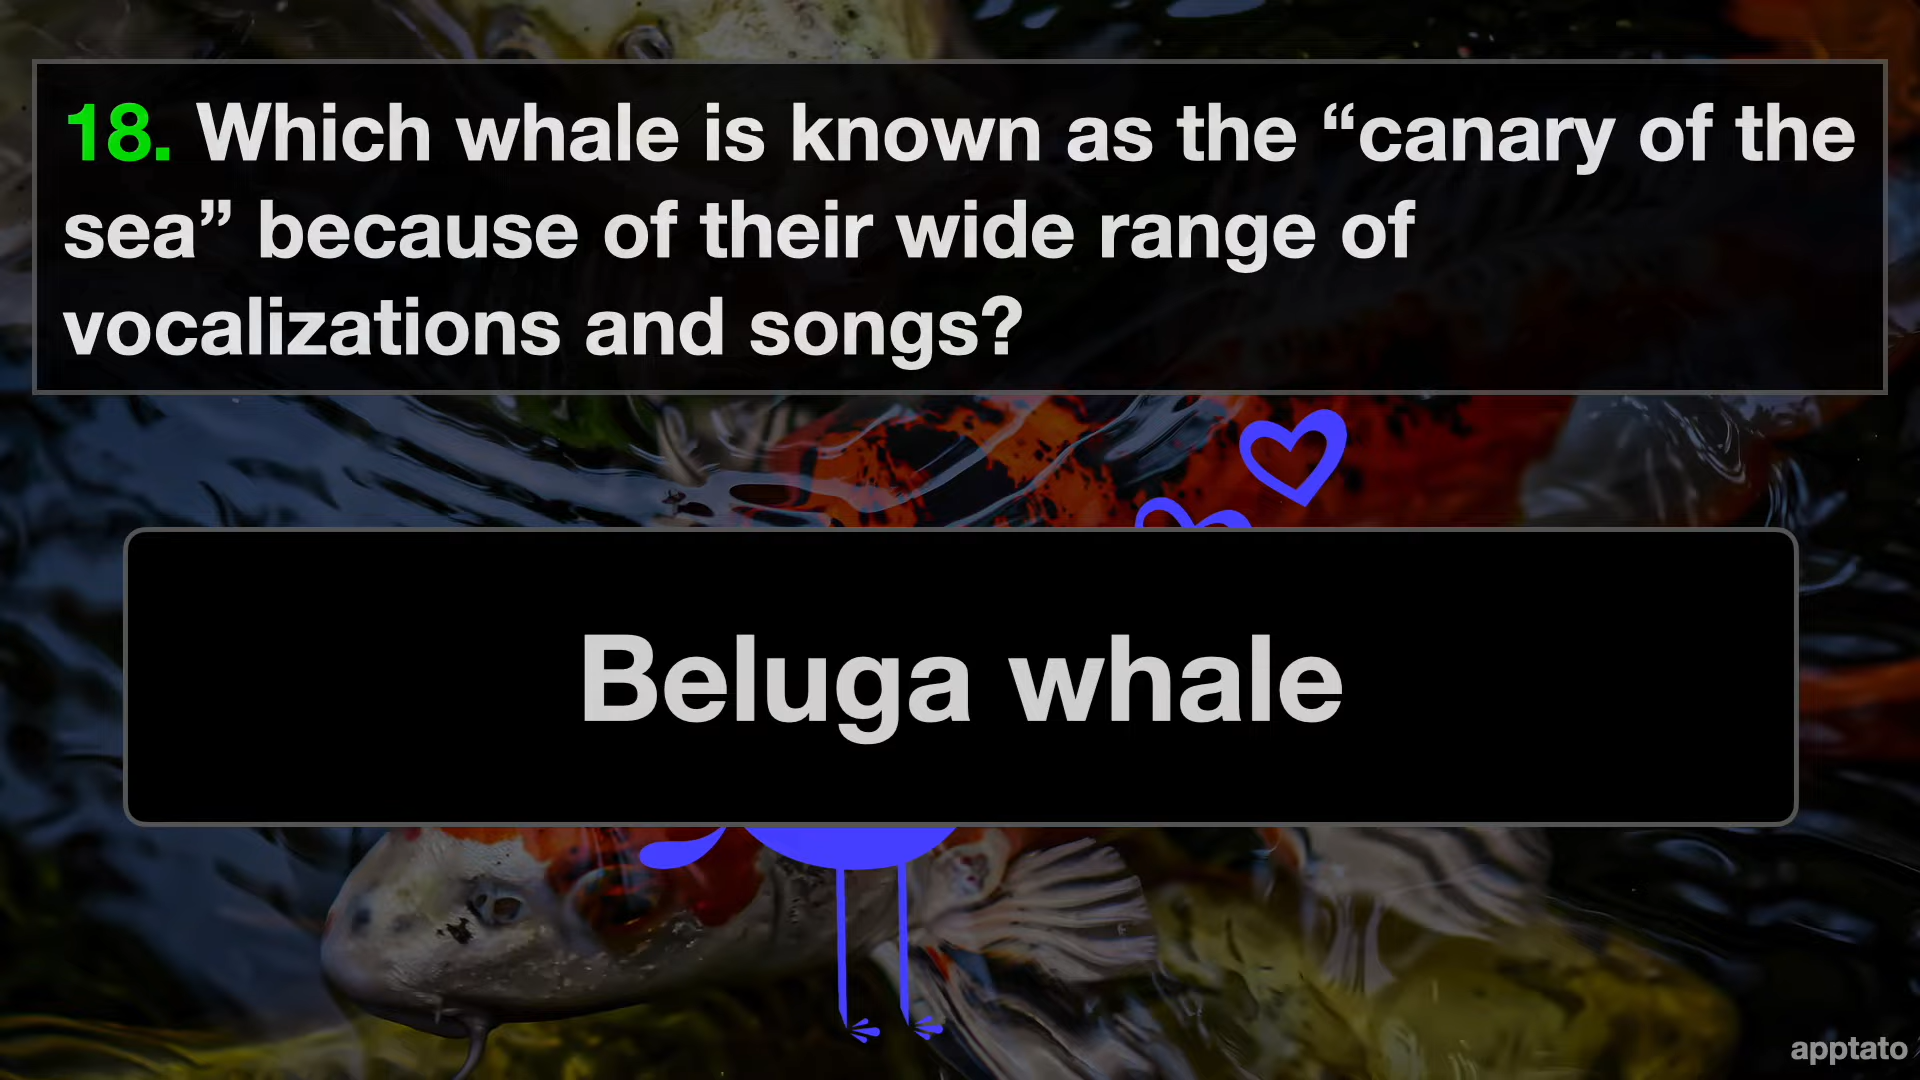 18. Which whale is known as the “canary of the
sea” because of their wide range of
vocalizations and songs?
Beluga whale
apptato